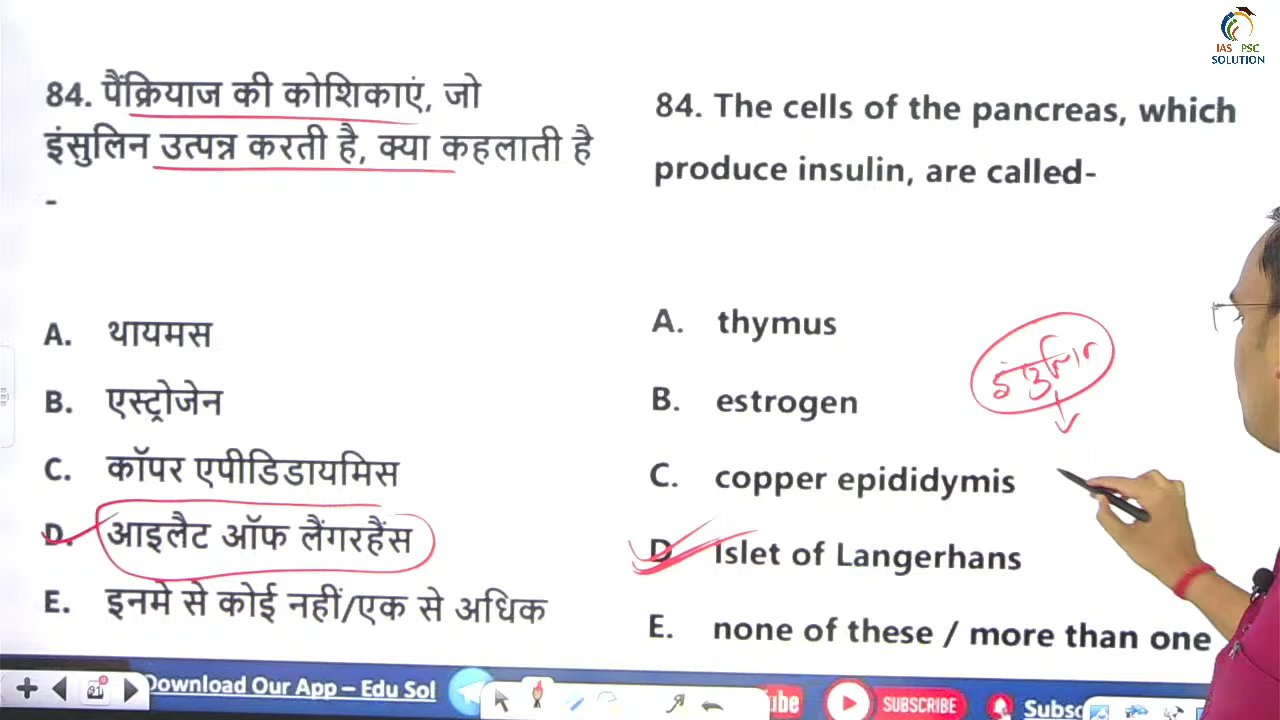 IAS PSC
SOLUTION
84. पैंक्रियाज की कोशिकाएं, जो
इंसुलिन उत्पन्न करती है, क्या कहलाती है
-
A. थायमस
B. एस्ट्रोजेन
C. कॉपर एपीडिडायमिस
D. आइलैट ऑफ लैंगरहैंस
E. इनमे से कोई नहीं/एक से अधिक
84. The cells of the pancreas, which
produce insulin, are called-
A. thymus
B. estrogen
C. copper epididymis
D. Islet of Langerhans
E. none of these / more than one
Download Our App – Edu Sol
SUBSCRIBE